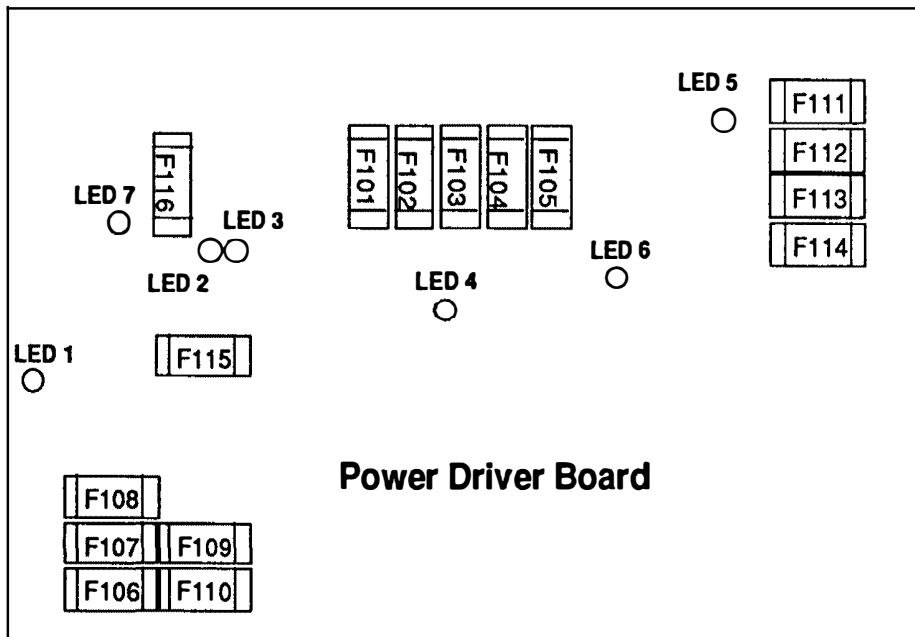 LED 5
F111
F112
F113
F114
F116
LED 7
LED 3
LED 2
F101
F102
F103
F104
F105
LED 6
LED 4
LED 1
F115
Power Driver Board
F108
F107
F109
F106
F110